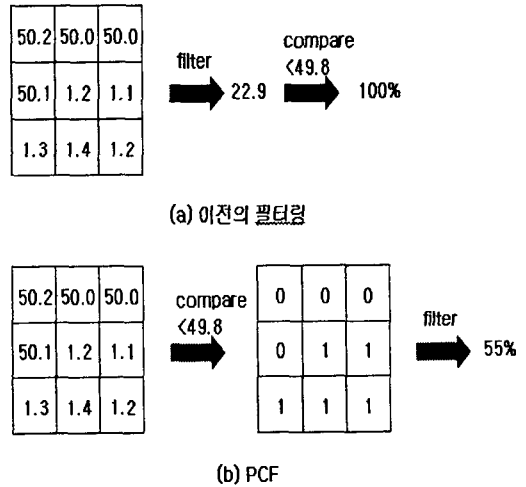 50.2 50.0 50.0
50.1 1.2 1.1
1.3 1.4 1.2
filter
22.9
compare
<49.8
100%
(a) 이전의 필터링
50.2 50.0 50.0
50.1 1.2 1.1
1.3 1.4 1.2
compare
<49.8
0 0 0
0 1 1
1 1 1
filter
55%
(b) PCF